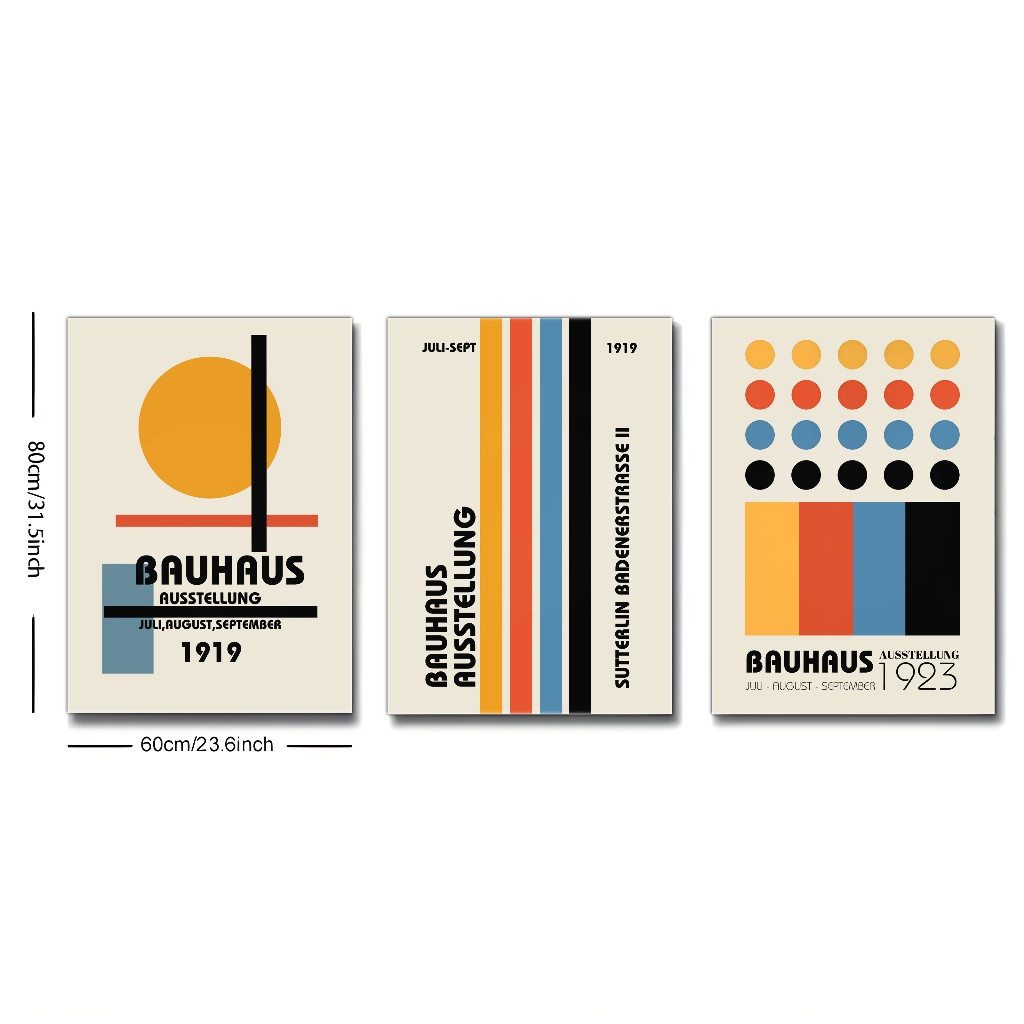 80cm/31.5inch
BAUHAUS
AUSSTELLUNG
JULI,AUGUST,SEPTEMBER
1919
60cm/23.6inch
JULI-SEPT
1919
BAUHAUS
AUSSTELLUNG
SUTTERLIN BADENERSTRASSE II
BAUHAUS
AUSSTELLUNG
JULI - AUGUST - SEPTEMBER
1923